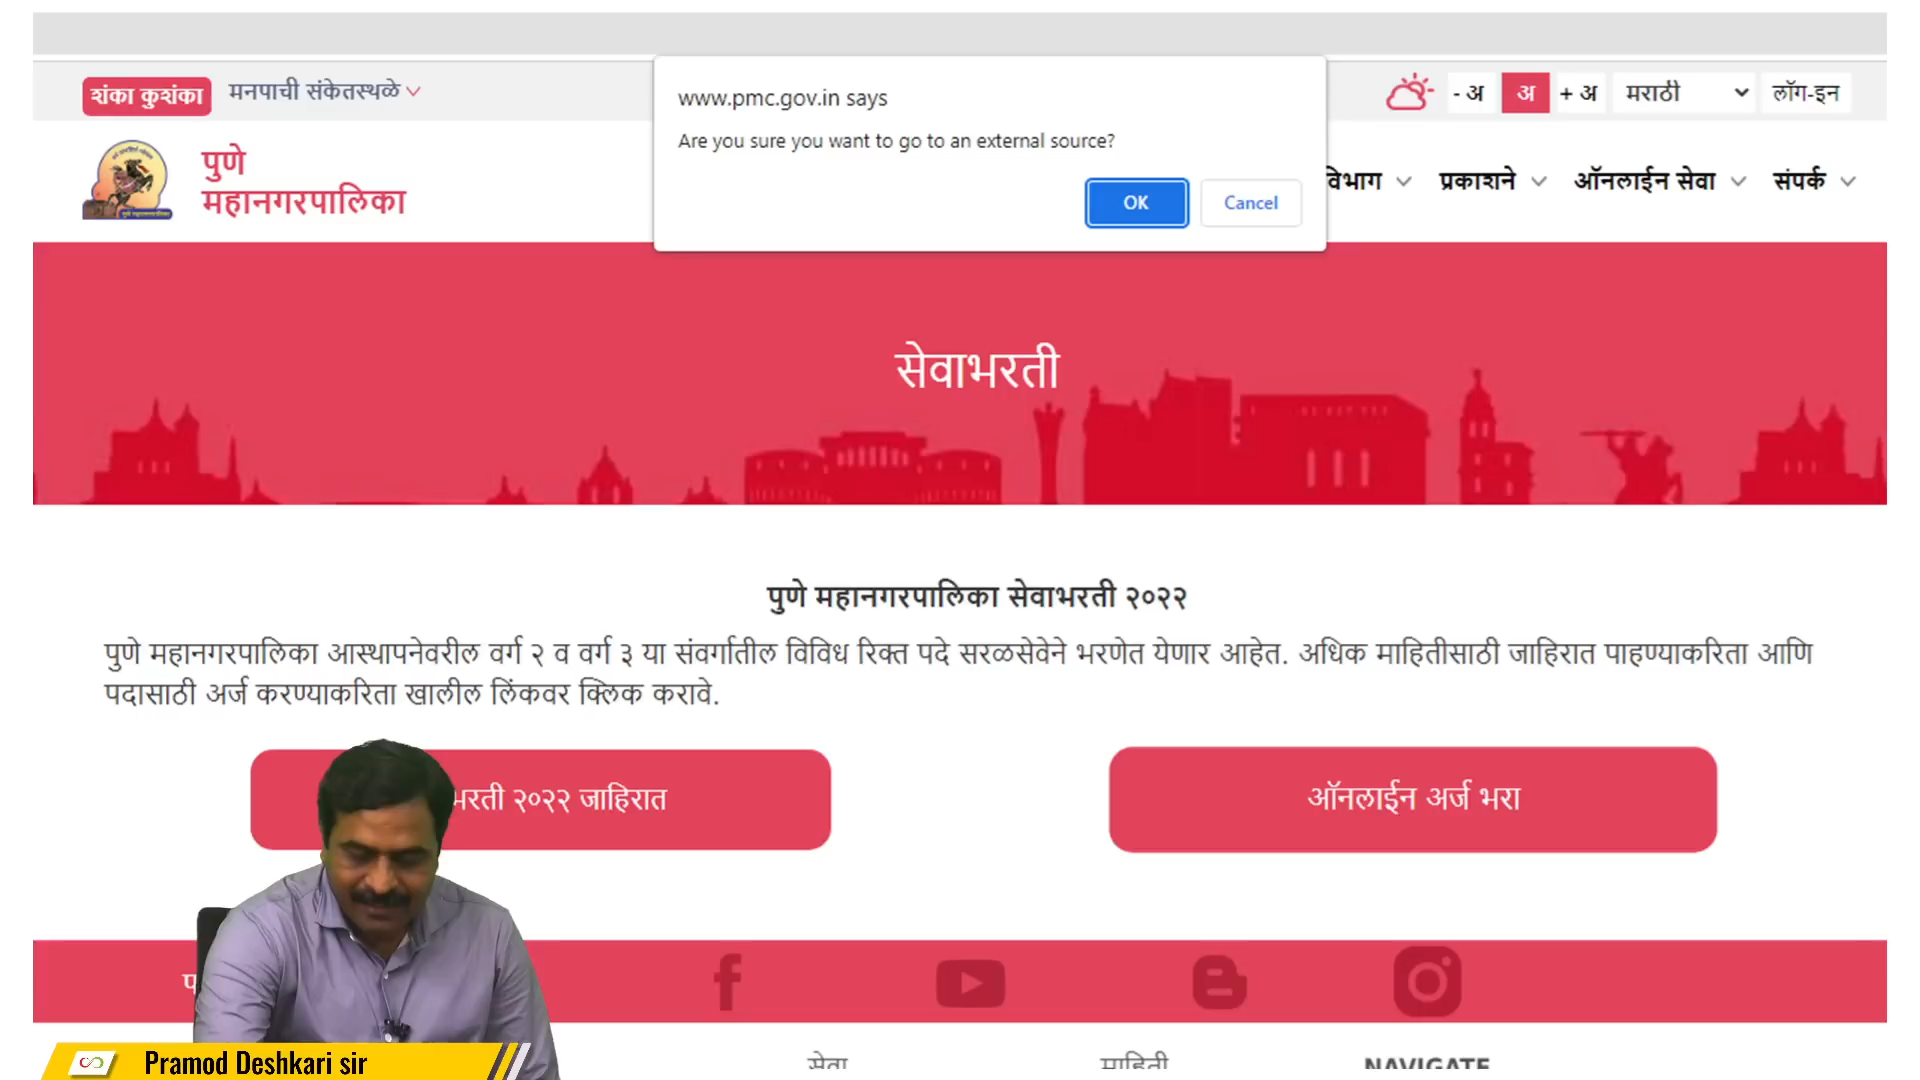 शंका कुशंका
मनपाची संकेतस्थळे
www.pmc.gov.in says
Are you sure you want to go to an external source?
OK
Cancel
- अ
अ
+ अ
मराठी
लॉग-इन
पुणे
महानगरपालिका
विभाग
प्रकाशने
ऑनलाईन सेवा
संपर्क
सेवाभरती
पुणे महानगरपालिका सेवाभरती २०२२
पुणे महानगरपालिका आस्थापनेवरील वर्ग २ व वर्ग ३ या संवर्गातील विविध रिक्त पदे सरळसेवेने भरणेत येणार आहेत. अधिक माहितीसाठी जाहिरात पाहण्याकरिता आणि
पदासाठी अर्ज करण्याकरिता खालील लिंकवर क्लिक करावे.
भरती २०२२ जाहिरात
ऑनलाईन अर्ज भरा
सेवा
माहिती
NAVIGATE
Pramod Deshkari sir